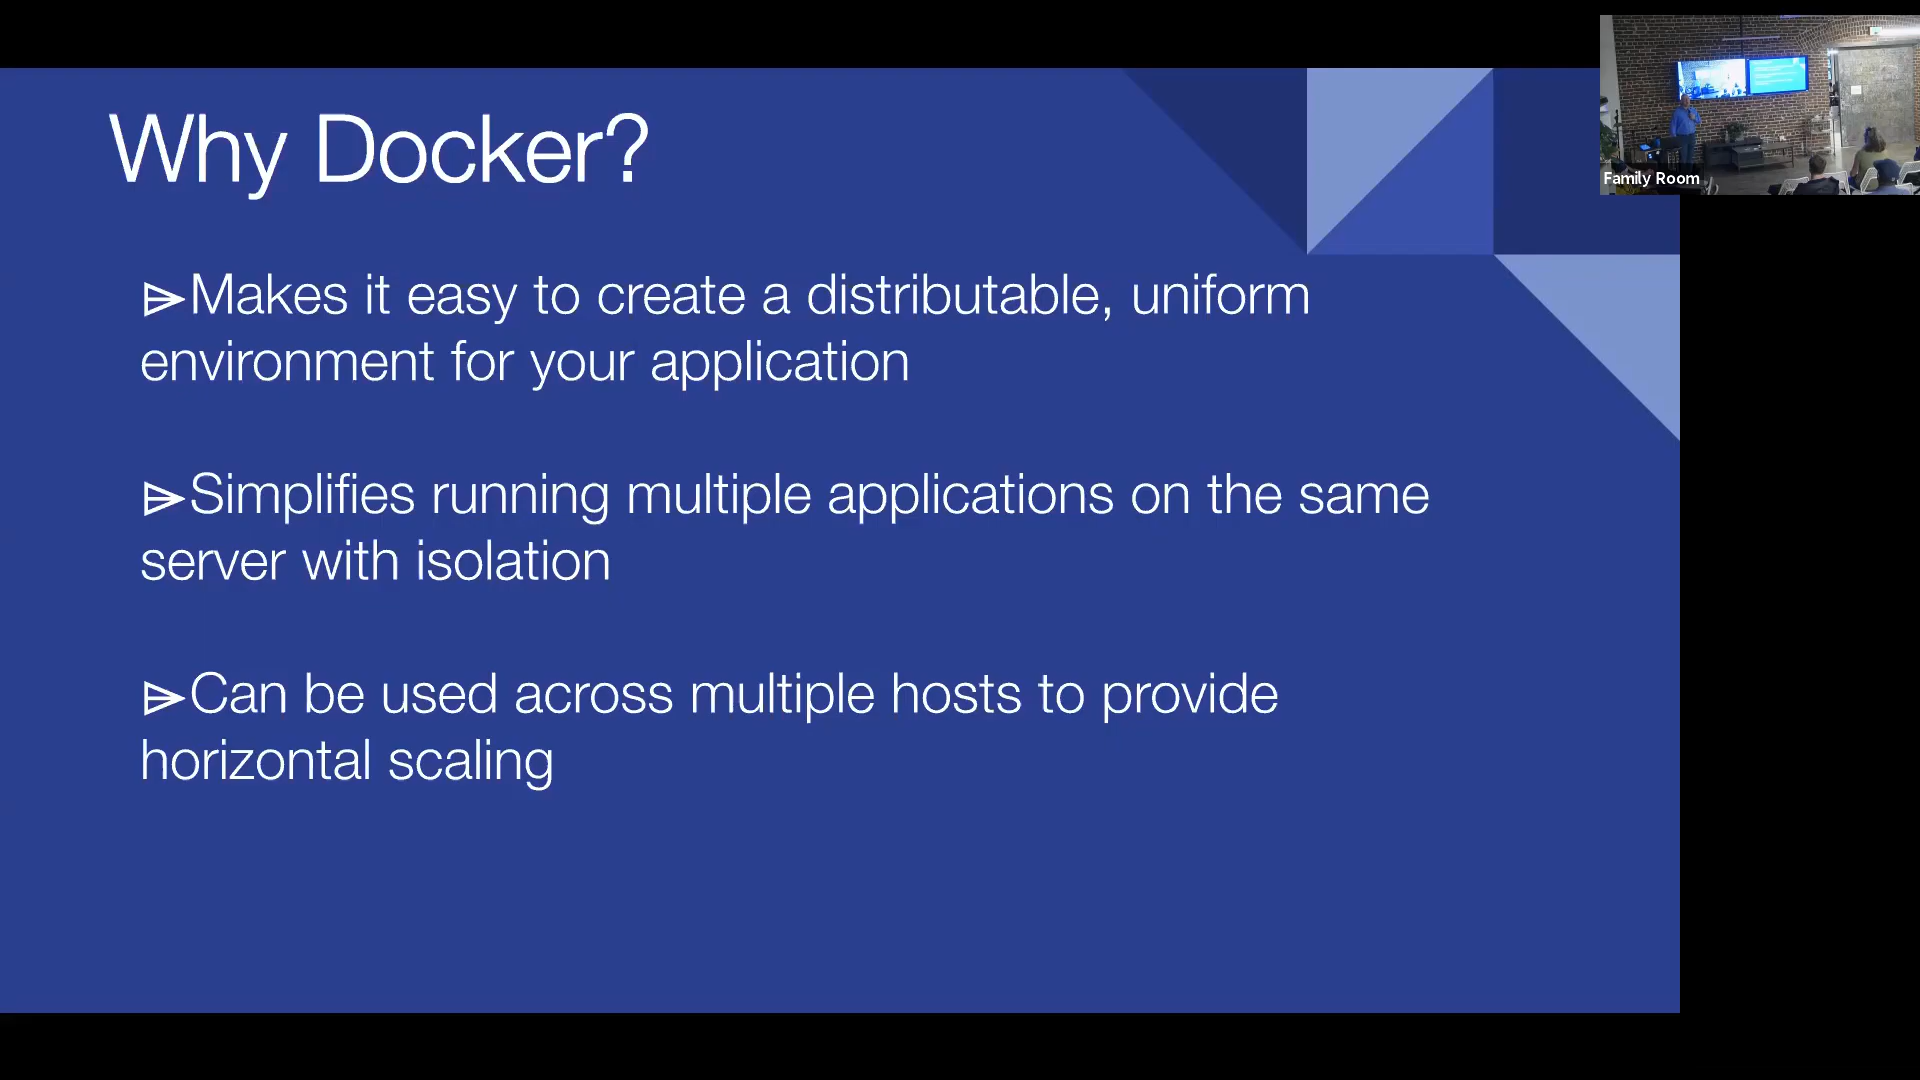 Why Docker?
Family Room
⩥Makes it easy to create a distributable, uniform
environment for your application
⩥Simplifies running multiple applications on the same
server with isolation
⩥Can be used across multiple hosts to provide
horizontal scaling